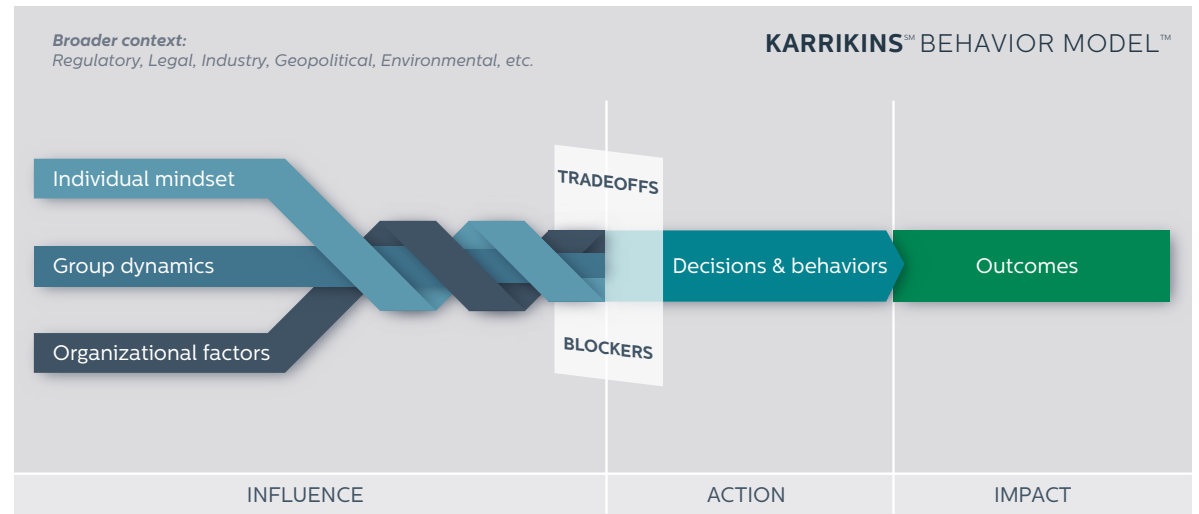 Broader context:
Regulatory, Legal, Industry, Geopolitical, Environmental, etc.
KARRIKINS℠ BEHAVIOR MODEL™
Individual mindset
Group dynamics
Organizational factors
TRADEOFFS
BLOCKERS
Decisions & behaviors
Outcomes
INFLUENCE
ACTION
IMPACT